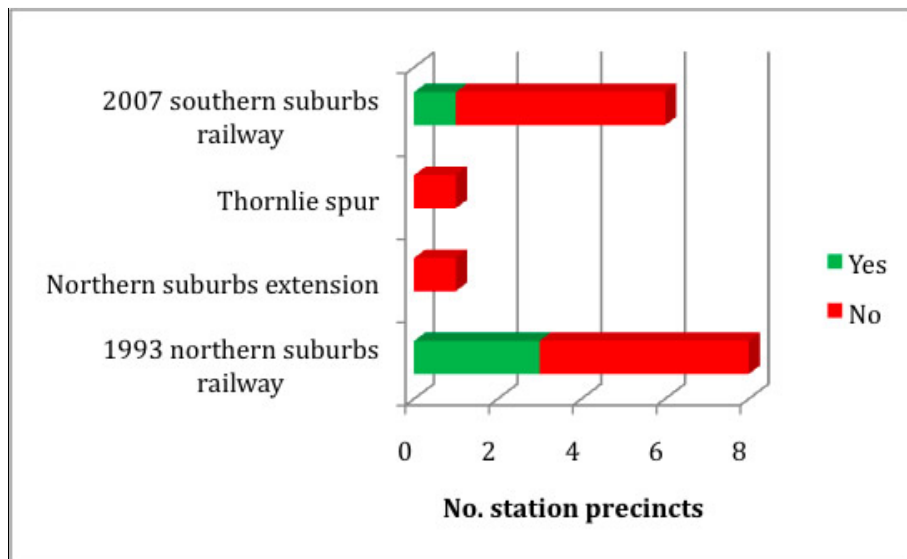 2007 southern suburbs
railway
Thornlie spur
Northern suburbs extension
1993 northern suburbs
railway
Yes
No
0 2 4 6 8
No. station precincts